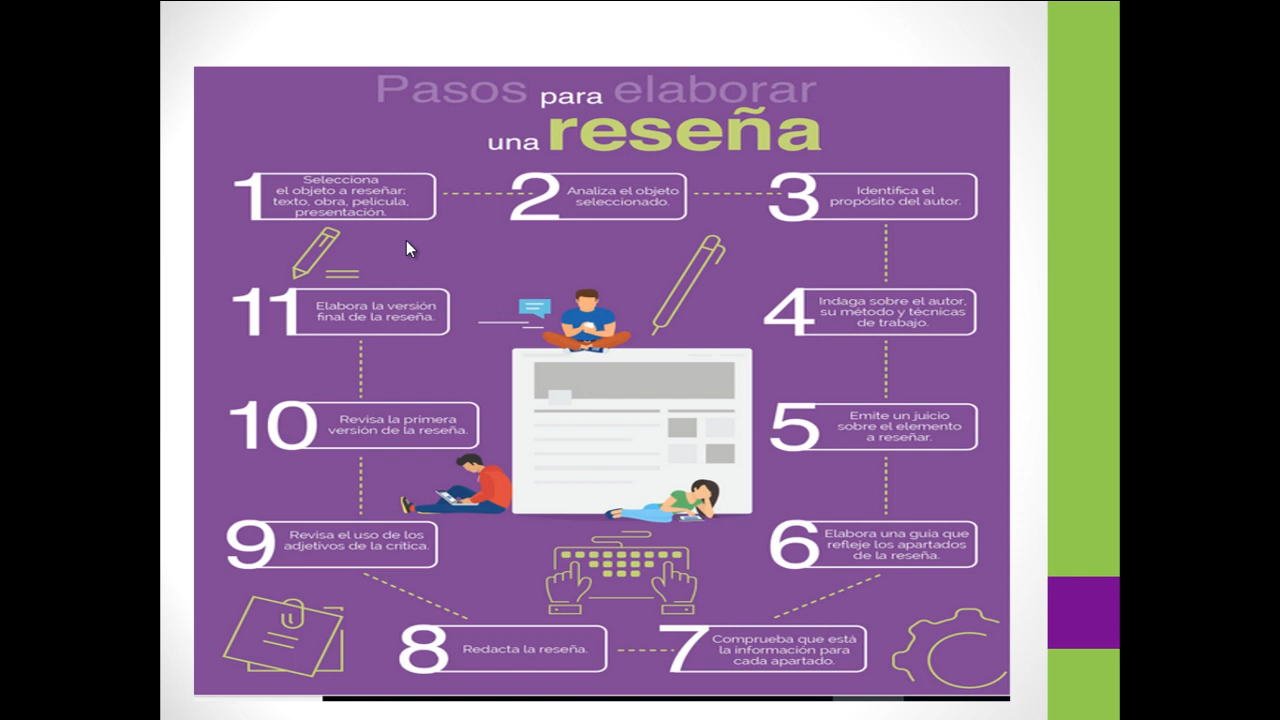 Pasos para elaborar
una reseña
1 Selecciona
el objeto a reseñar:
texto, obra, película,
presentación.
2 Analiza el objeto
seleccionado.
3 Identifica el
propósito del autor.
4 Indaga sobre el autor,
su método y técnicas
de trabajo.
5 Emite un juicio
sobre el elemento
a reseñar.
6 Elabora una guía que
refleje los apartados
de la reseña.
7 Comprueba que está
la información para
cada apartado.
8 Redacta la reseña.
9 Revisa el uso de los
adjetivos de la crítica.
10 Revisa la primera
versión de la reseña.
11 Elabora la versión
final de la reseña.